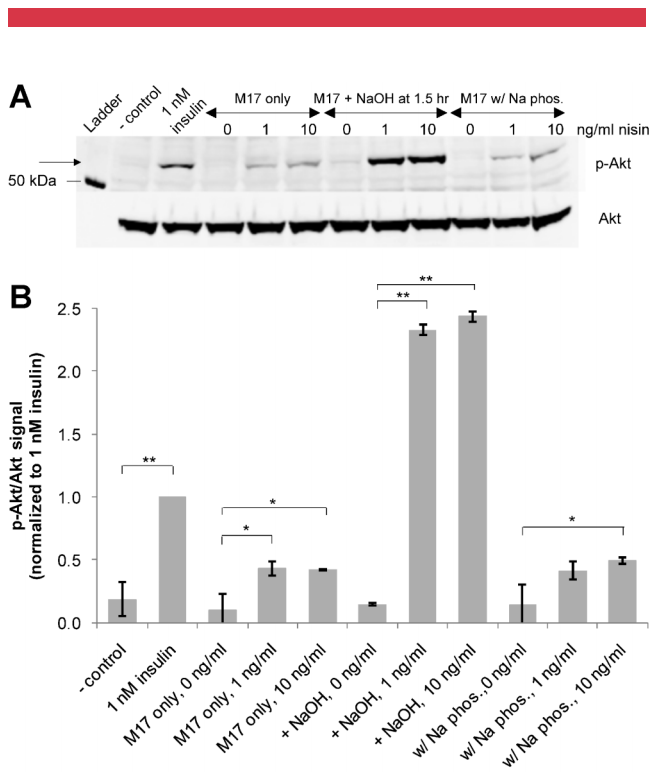 A
Ladder
- control
1 nM
insulin
M17 only
M17 + NaOH at 1.5 hr
M17 w/ Na phos.
0 1 10 0 1 10 0 1 10 ng/ml nisin
p-Akt
50 kDa
Akt
B
p-Akt/Akt signal
(normalized to 1 nM insulin)
2.5
2.0
1.5
1.0
0.5
0.0
**
*
*
**
**
*
- control
1 nM insulin
M17 only, 0 ng/ml
M17 only, 1 ng/ml
M17 only, 10 ng/ml
+ NaOH, 0 ng/ml
+ NaOH, 1 ng/ml
+ NaOH, 10 ng/ml
w/ Na phos.,0 ng/ml
w/ Na phos., 1 ng/ml
w/ Na phos., 10 ng/ml